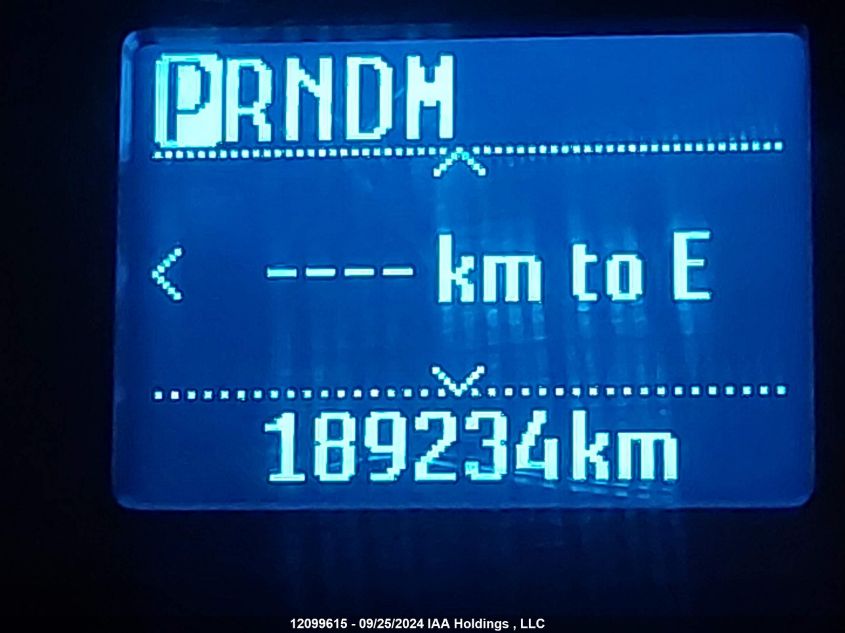 PRNDM
---- km to E
189234km
12099615 - 09/25/2024 IAA Holdings , LLC